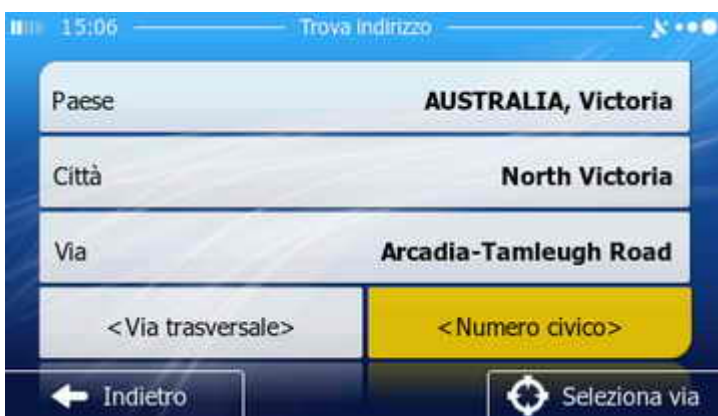 15:06 Trova indirizzo
Paese AUSTRALIA, Victoria
Città North Victoria
Via Arcadia-Tamleugh Road
<Via trasversale> <Numero civico>
Indietro Seleziona via